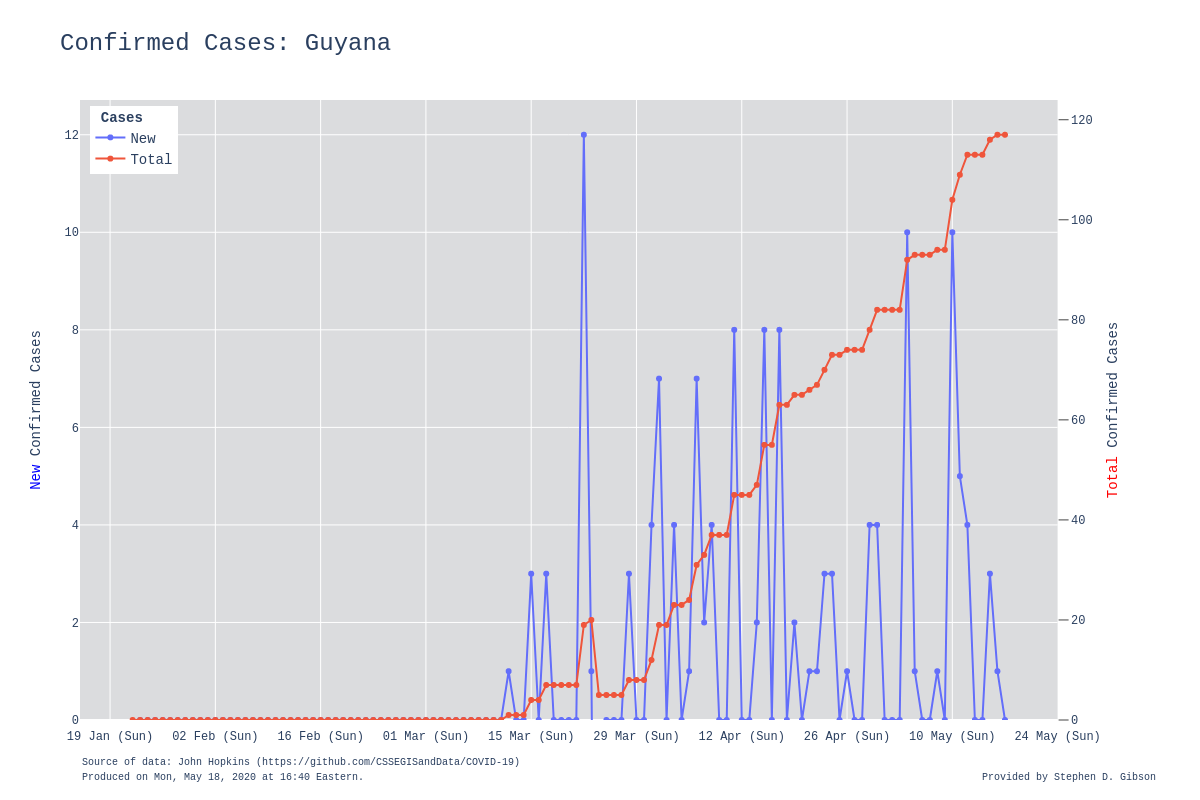 Confirmed Cases: Guyana
Cases
New
Total
12
10
8
6
4
2
0
120
100
80
60
40
20
0
New Confirmed Cases
Total Confirmed Cases
19 Jan (Sun) 02 Feb (Sun) 16 Feb (Sun) 01 Mar (Sun) 15 Mar (Sun) 29 Mar (Sun) 12 Apr (Sun) 26 Apr (Sun) 10 May (Sun) 24 May (Sun)
Source of data: John Hopkins (https://github.com/CSSEGISandData/COVID-19)
Produced on Mon, May 18, 2020 at 16:40 Eastern.
Provided by Stephen D. Gibson